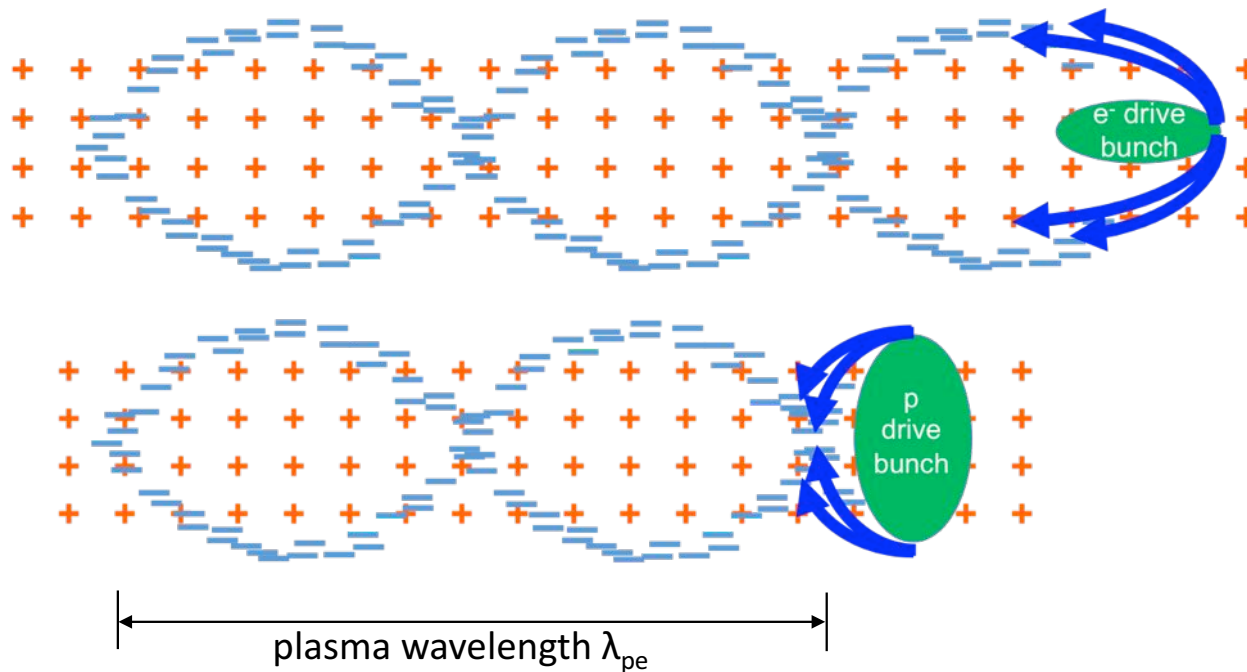 e⁻ drive
bunch
p
drive
bunch
plasma wavelength λpe